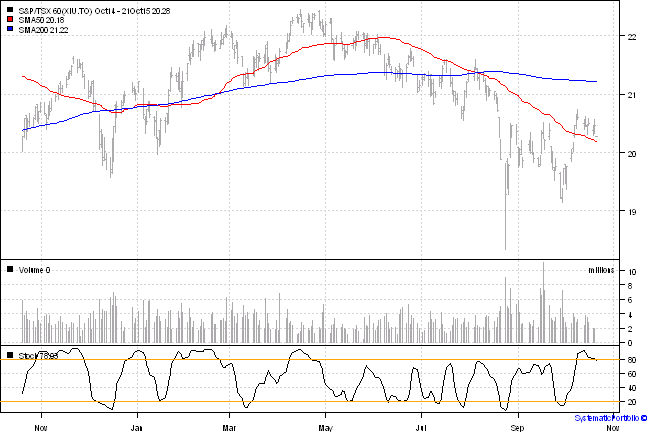 S&P/TSX 60(XIU.TO) Oct14 - 21Oct15 20.28
SMA50 20.18
SMA200 21.22
22
21
20
19
Volume 0
millions
10
8
6
4
2
0
Stoch 78.93
80
60
40
20
Nov Jan Mar May Jul Sep Nov
SystematicPortfolio ©